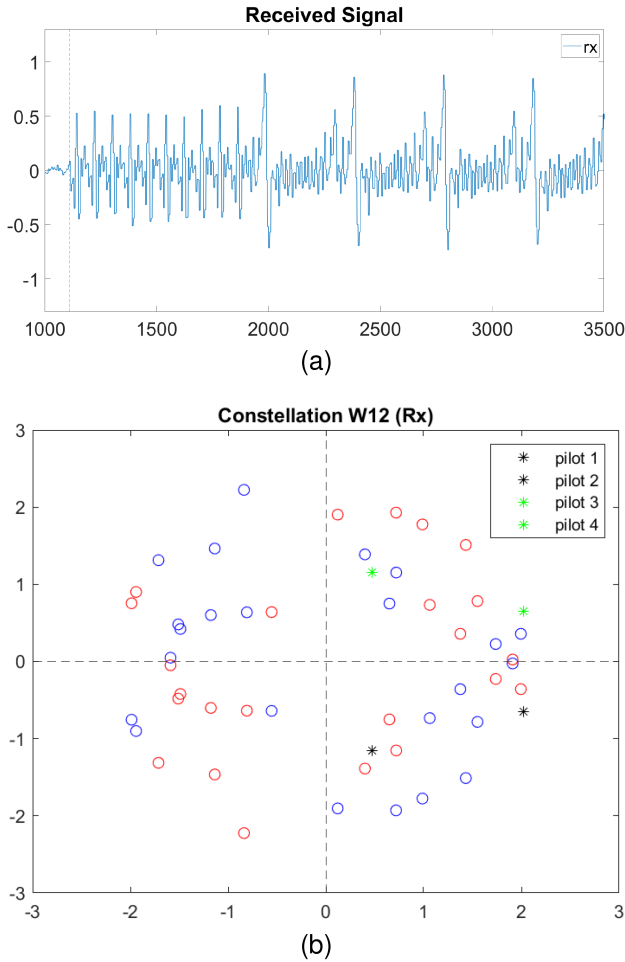 Received Signal
rx
1
0.5
0
-0.5
-1
1000 1500 2000 2500 3000 3500
(a)
Constellation W12 (Rx)
pilot 1
pilot 2
pilot 3
pilot 4
3
2
1
0
-1
-2
-3
-3 -2 -1 0 1 2 3
(b)